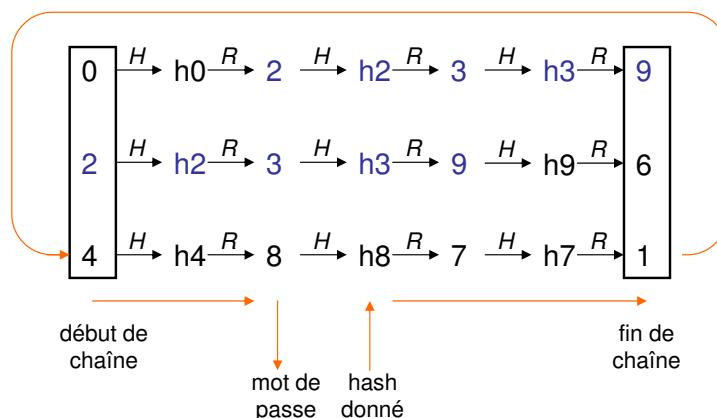 H R H R H R
0 h0 2 h2 3 h3 9
H R H R H R
2 h2 3 h3 9 h9 6
H R H R H R
4 h4 8 h8 7 h7 1
début de chaîne
mot de passe
hash donné
fin de chaîne